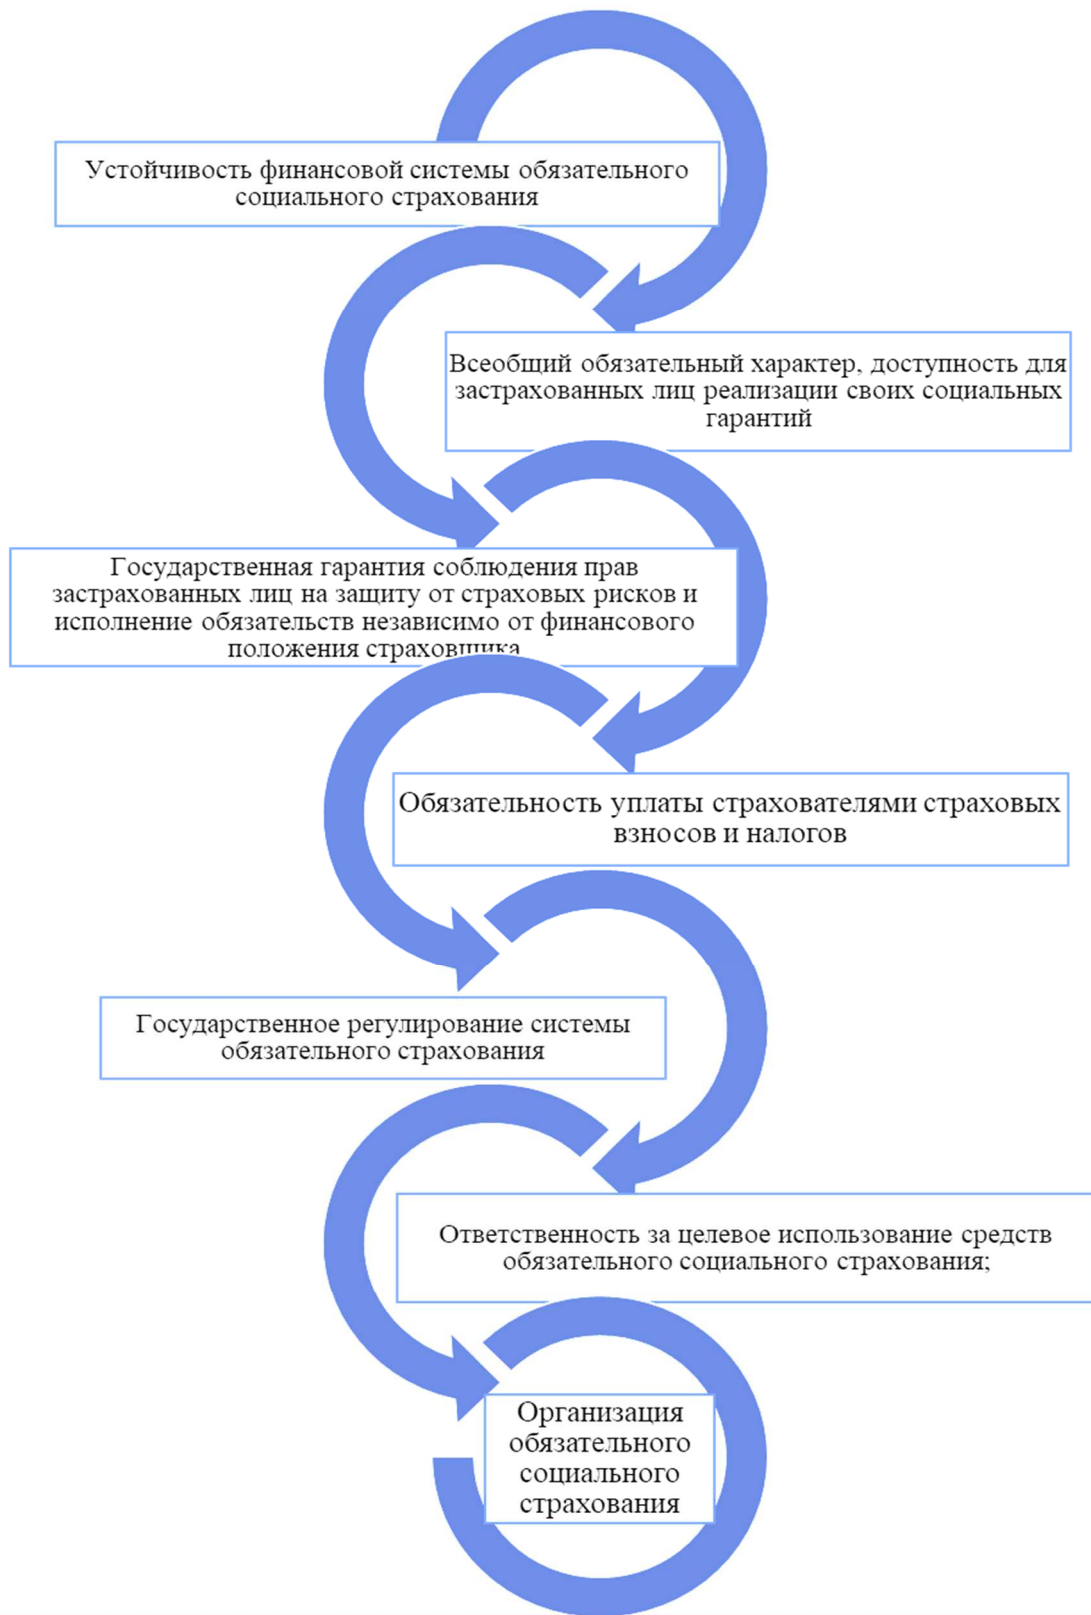 Устойчивость финансовой системы обязательного
социального страхования
Всеобщий обязательный характер, доступность для
застрахованных лиц реализации своих социальных
гарантий
Государственная гарантия соблюдения прав
застрахованных лиц на защиту от страховых рисков и
исполнение обязательств независимо от финансового
положения страховщика
Обязательность уплаты страхователями страховых
взносов и налогов
Государственное регулирование системы
обязательного страхования
Ответственность за целевое использование средств
обязательного социального страхования;
Организация
обязательного
социального
страхования